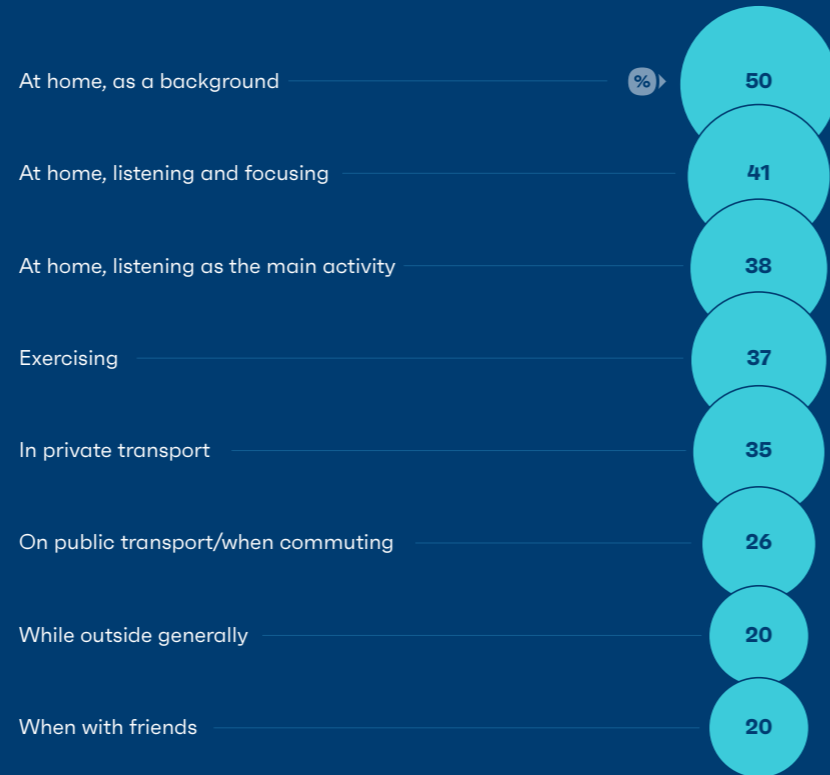 At home, as a background % 50
At home, listening and focusing 41
At home, listening as the main activity 38
Exercising 37
In private transport 35
On public transport/when commuting 26
While outside generally 20
When with friends 20